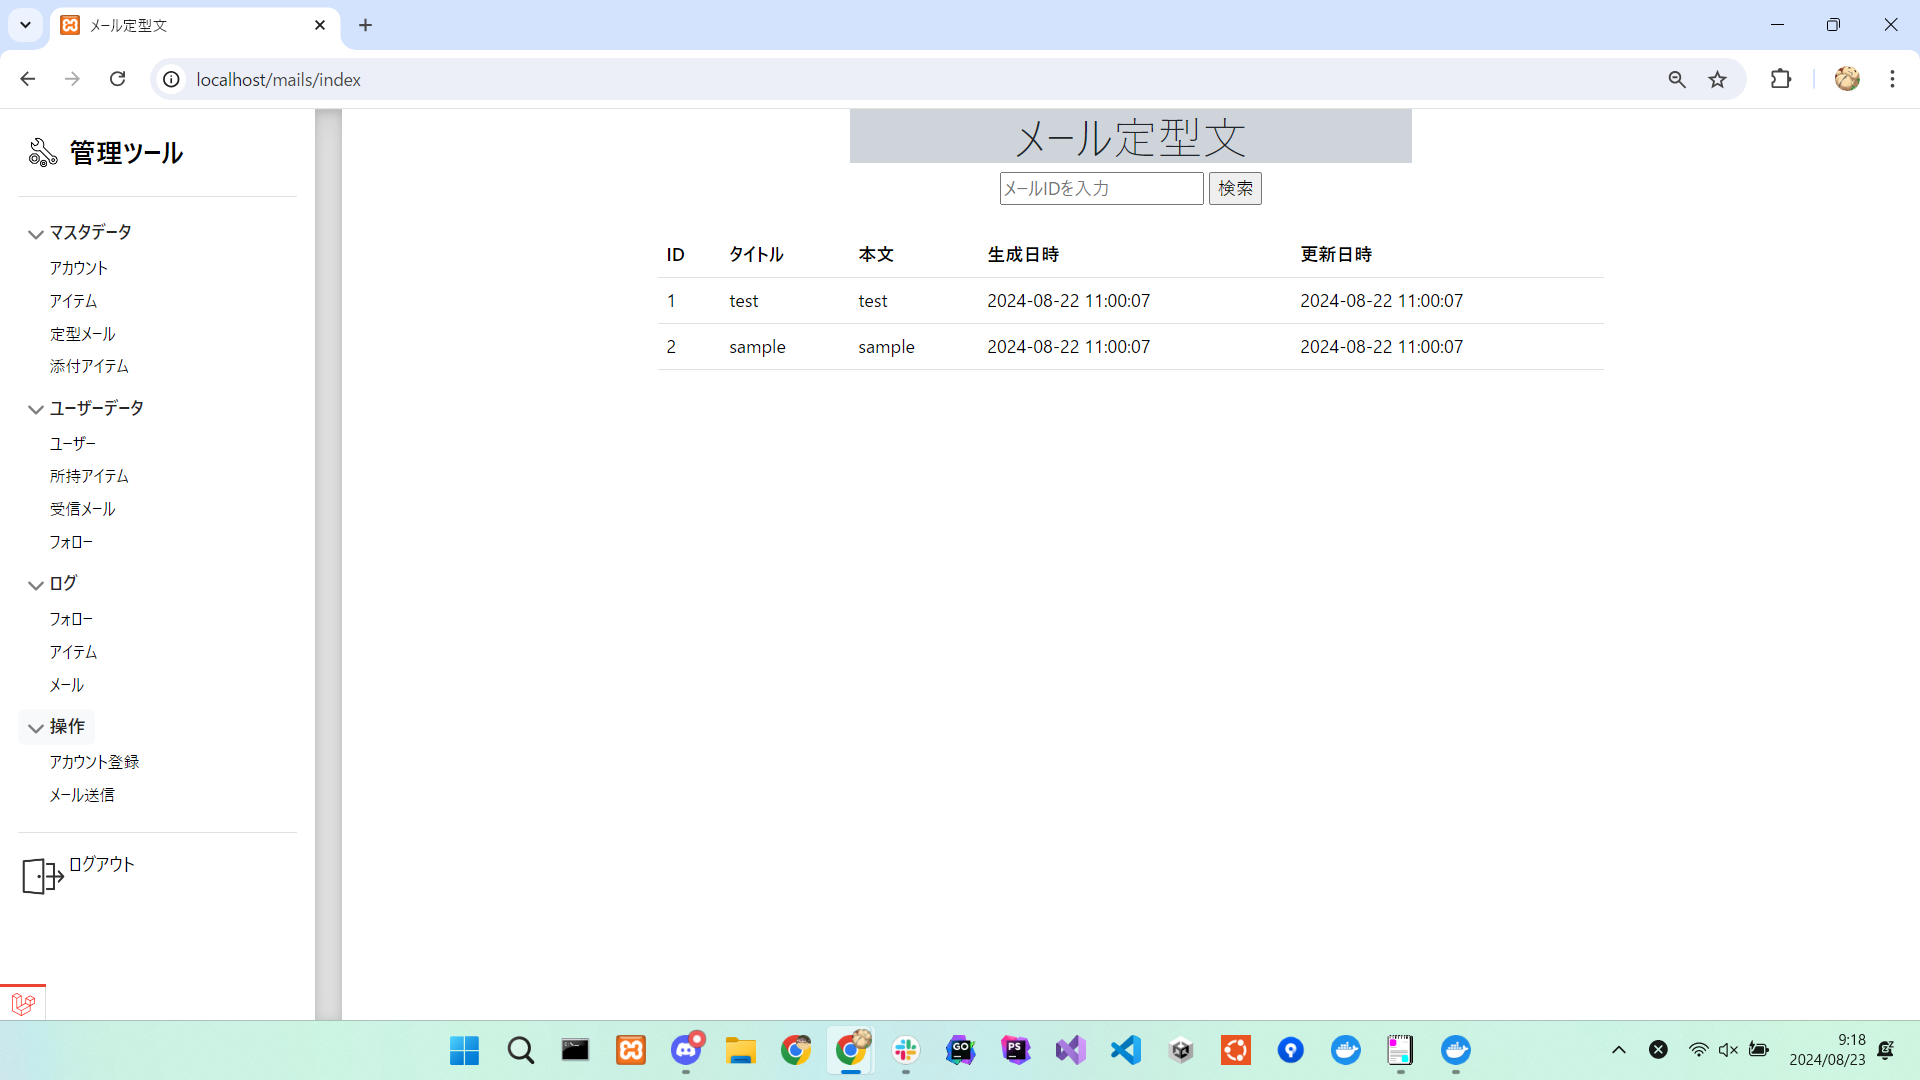 メール定型文
localhost/mails/index
管理ツール
マスタデータ
アカウント
アイテム
定型メール
添付アイテム
ユーザーデータ
ユーザー
所持アイテム
受信メール
フォロー
ログ
フォロー
アイテム
メール
操作
アカウント登録
メール送信
ログアウト
メール定型文
メールIDを入力 検索
ID タイトル 本文 生成日時 更新日時
1 test test 2024-08-22 11:00:07 2024-08-22 11:00:07
2 sample sample 2024-08-22 11:00:07 2024-08-22 11:00:07
GO
PS
9:18
2024/08/23